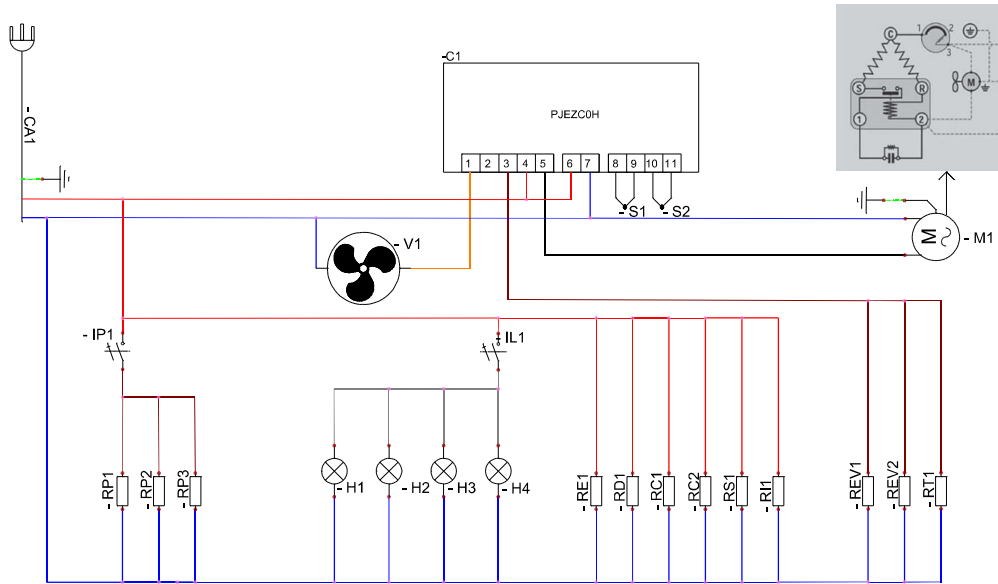 - CA1
-C1
PJEZC0H
1 2 3 4 5 6 7 8 9 10 11
- S1
- S2
C
1
2
3
S
R
M
1
2
- V1
M
- M1
- IP1
IL1
- RP1
- RP2
- RP3
- H1
- H2
- H3
- H4
- RE1
- RD1
- RC1
- RC2
- RS1
- RI1
- REV1
- REV2
- RT1